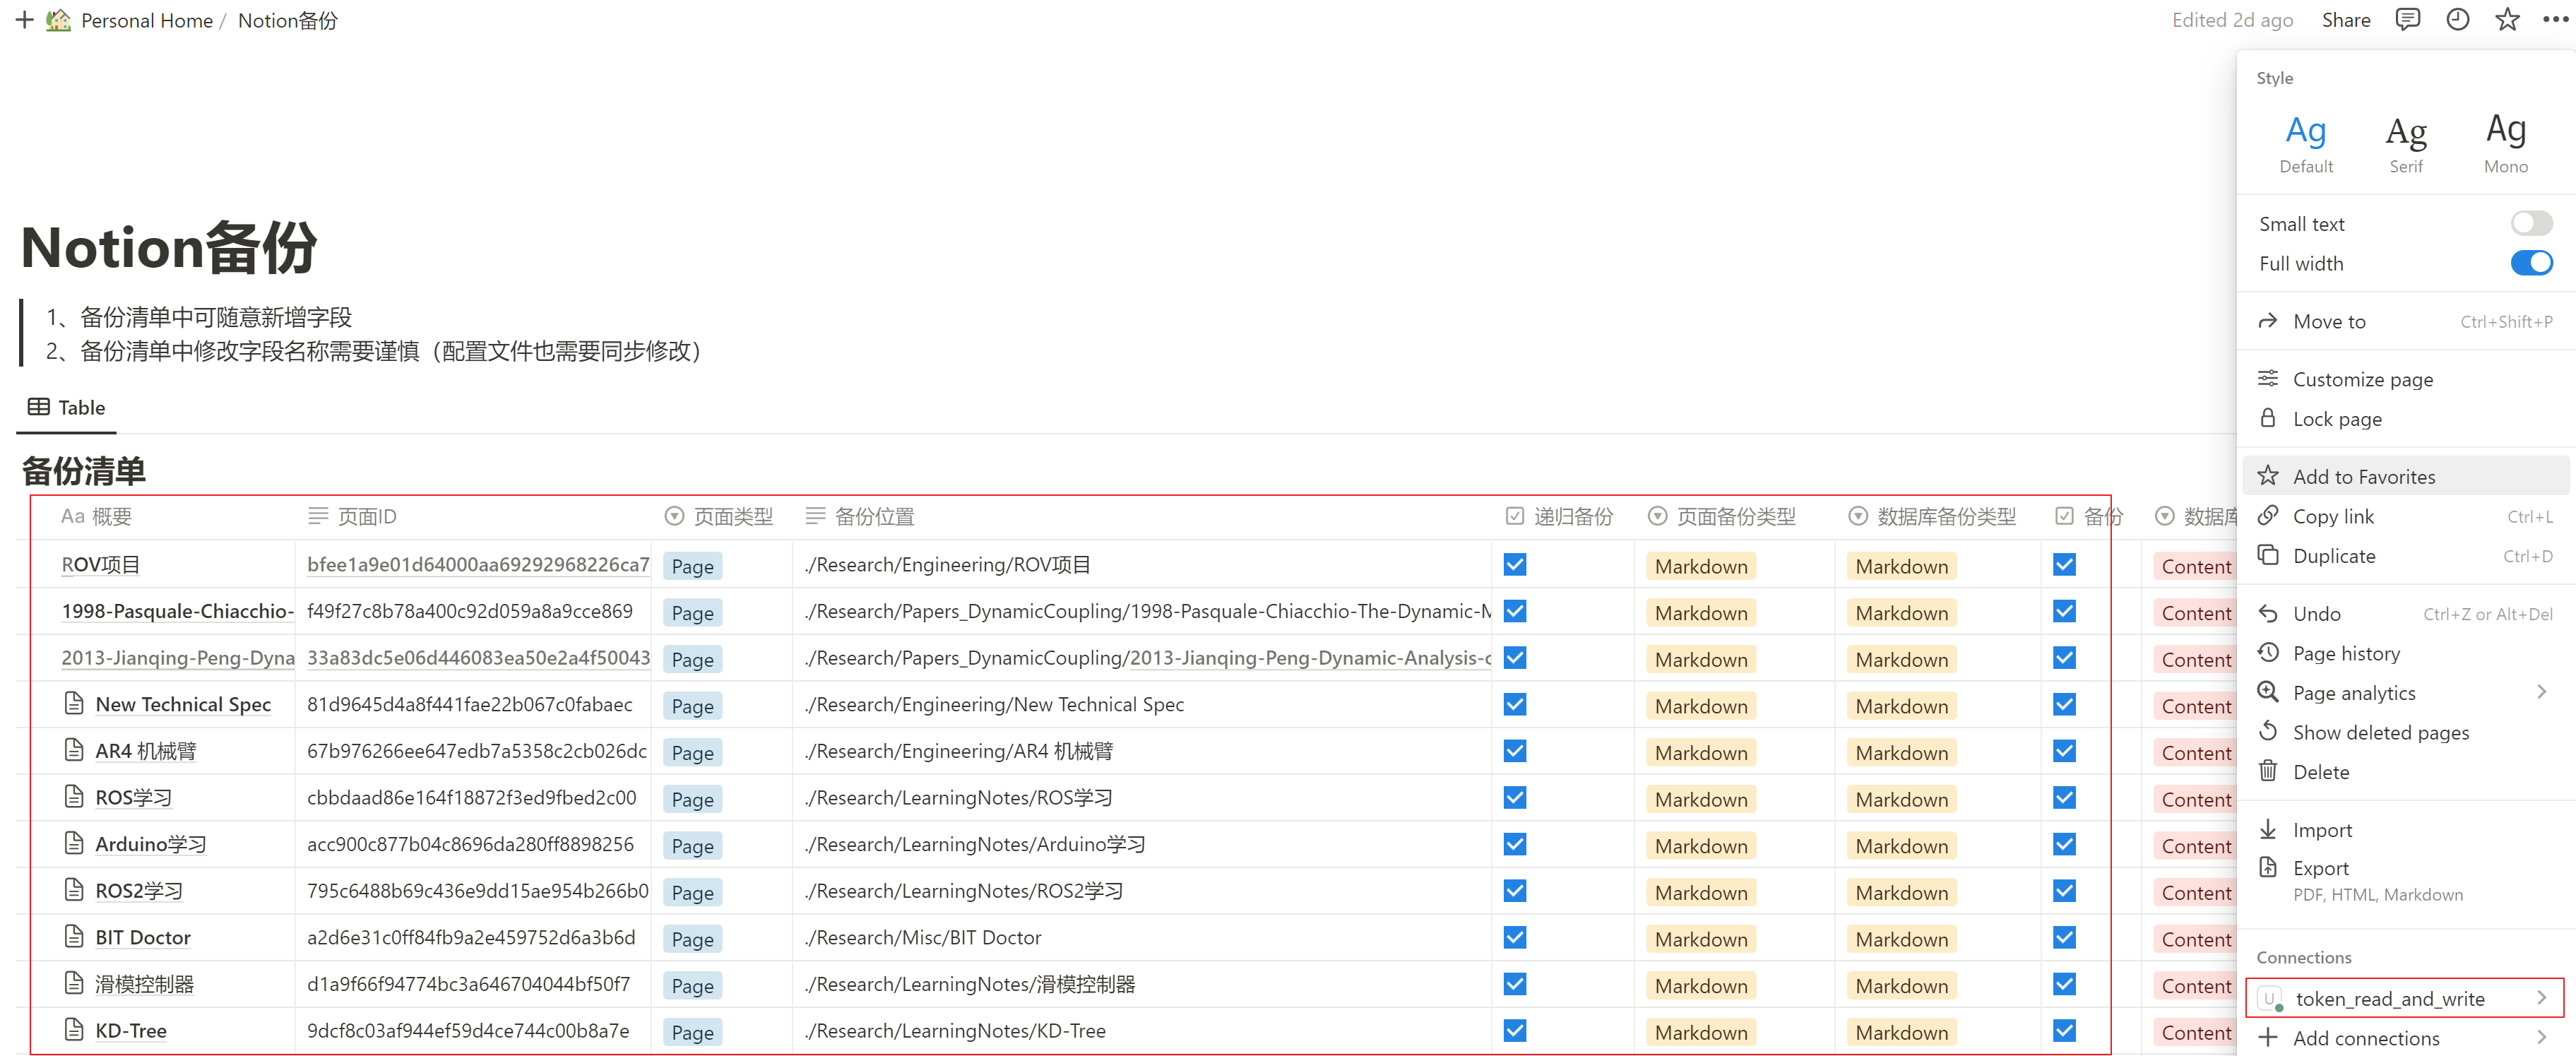 Personal Home / Notion备份
Edited 2d ago Share
Notion备份
1、备份清单中可随意新增字段
2、备份清单中修改字段名称需要谨慎（配置文件也需要同步修改）
Table
备份清单
Aa 概要 页面ID 页面类型 备份位置 递归备份 页面备份类型 数据库备份类型 备份 数据库
ROV项目 bfee1a9e01d64000aa69292968226ca7 Page ./Research/Engineering/ROV项目 Markdown Markdown Content
1998-Pasquale-Chiacchio- f49f27c8b78a400c92d059a8a9cce869 Page ./Research/Papers_DynamicCoupling/1998-Pasquale-Chiacchio-The-Dynamic-M Markdown Markdown Content
2013-Jianqing-Peng-Dyna 33a83dc5e06d446083ea50e2a4f50043 Page ./Research/Papers_DynamicCoupling/2013-Jianqing-Peng-Dynamic-Analysis-c Markdown Markdown Content
New Technical Spec 81d9645d4a8f441fae22b067c0fabaec Page ./Research/Engineering/New Technical Spec Markdown Markdown Content
AR4 机械臂 67b976266ee647edb7a5358c2cb026dc Page ./Research/Engineering/AR4 机械臂 Markdown Markdown Content
ROS学习 cbbdaad86e164f18872f3ed9fbed2c00 Page ./Research/LearningNotes/ROS学习 Markdown Markdown Content
Arduino学习 acc900c877b04c8696da280ff8898256 Page ./Research/LearningNotes/Arduino学习 Markdown Markdown Content
ROS2学习 795c6488b69c436e9dd15ae954b266b0 Page ./Research/LearningNotes/ROS2学习 Markdown Markdown Content
BIT Doctor a2d6e31c0ff84fb9a2e459752d6a3b6d Page ./Research/Misc/BIT Doctor Markdown Markdown Content
滑模控制器 d1a9f66f94774bc3a646704044bf50f7 Page ./Research/LearningNotes/滑模控制器 Markdown Markdown Content
KD-Tree 9dcf8c03af944ef59d4ce744c00b8a7e Page ./Research/LearningNotes/KD-Tree Markdown Markdown Content
Style
Ag Ag Ag
Default Serif Mono
Small text
Full width
Move to Ctrl+Shift+P
Customize page
Lock page
Add to Favorites
Copy link Ctrl+L
Duplicate Ctrl+D
Undo Ctrl+Z or Alt+Del
Page history
Page analytics
Show deleted pages
Delete
Import
Export
PDF, HTML, Markdown
Connections
U token_read_and_write
Add connections